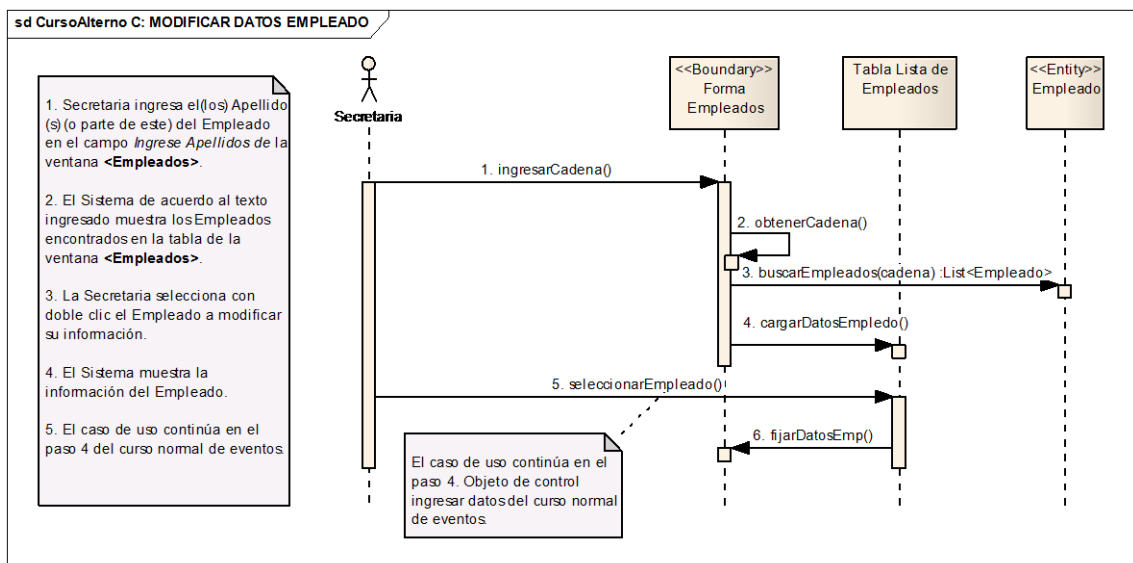 sd CursoAlterno C: MODIFICAR DATOS EMPLEADO
1. Secretaria ingresa el(los) Apellido
(s) (o parte de este) del Empleado
en el campo Ingrese Apellidos de la
ventana <Empleados>.
2. El Sistema de acuerdo al texto
ingresado muestra los Empleados
encontrados en la tabla de la
ventana <Empleados>.
3. La Secretaria selecciona con
doble clic el Empleado a modificar
su información.
4. El Sistema muestra la
información del Empleado.
5. El caso de uso continúa en el
paso 4 del curso normal de eventos.
Secretaria
<<Boundary>>
Forma
Empleados
Tabla Lista de
Empleados
<<Entity>>
Empleado
1. ingresarCadena()
2. obtenerCadena()
3. buscarEmpleados(cadena) :List<Empleado>
4. cargarDatosEmpledo()
5. seleccionarEmpleado()
6. fijarDatosEmp()
El caso de uso continúa en el
paso 4. Objeto de control
ingresar datos del curso normal
de eventos.